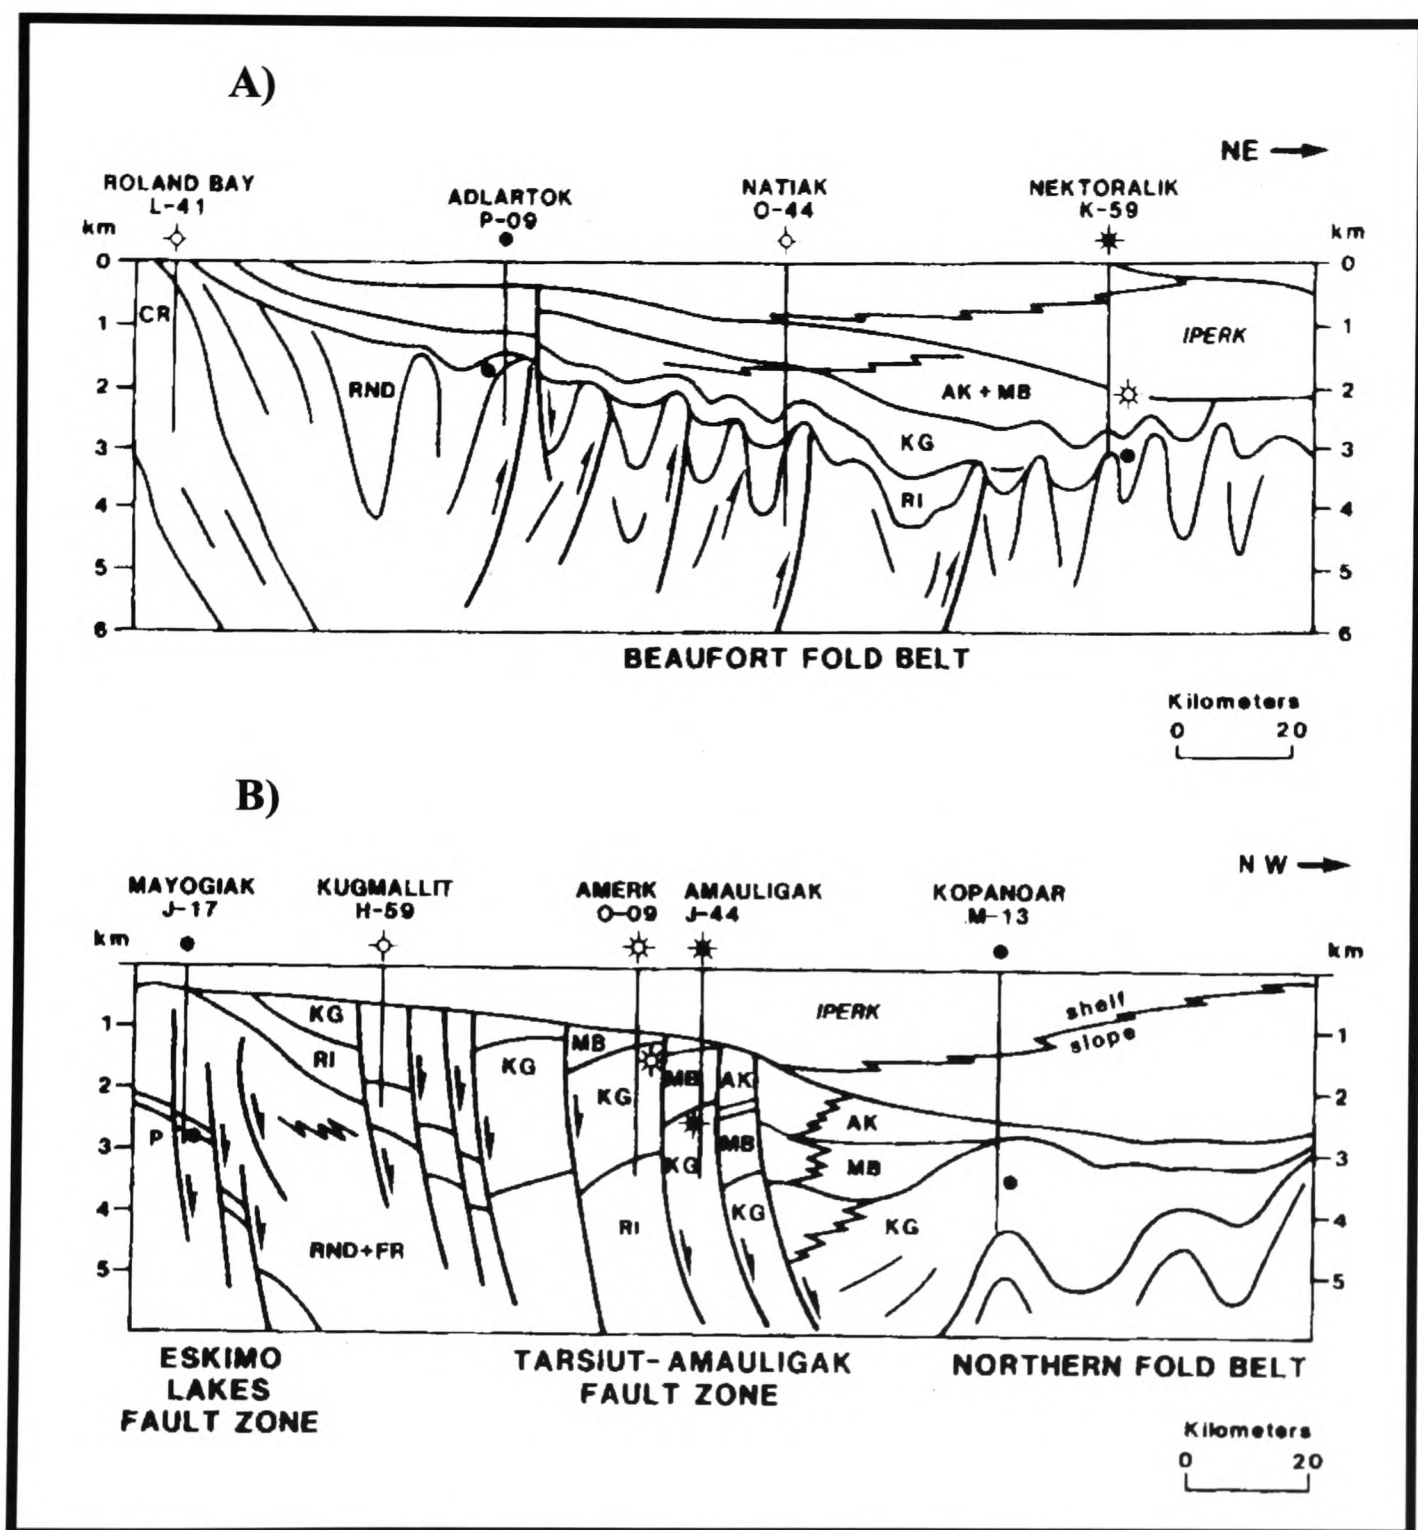 A)
NE
ROLAND BAY
L-41
ADLARTOK
P-09
NATIAK
O-44
NEKTORALIK
K-59
km
km
0
0
CR
1
1
IPERK
RND
2
AK + MB
2
3
KG
3
4
RI
4
5
5
6
6
BEAUFORT FOLD BELT
Kilometers
0 20
B)
NW
MAYOGIAK
J-17
KUGMALLIT
H-59
AMERK
O-09
AMAULIGAK
J-44
KOPANOAR
M-13
km
km
IPERK
shelf
slope
1
KG
MB
1
RI
KG
MB
AK
2
KG
2
AK
P
3
MB
MB
3
KG
4
KG
KG
4
RND+FR
RI
5
5
ESKIMO
LAKES
FAULT ZONE
TARSIUT-AMAULIGAK
FAULT ZONE
NORTHERN FOLD BELT
Kilometers
0 20